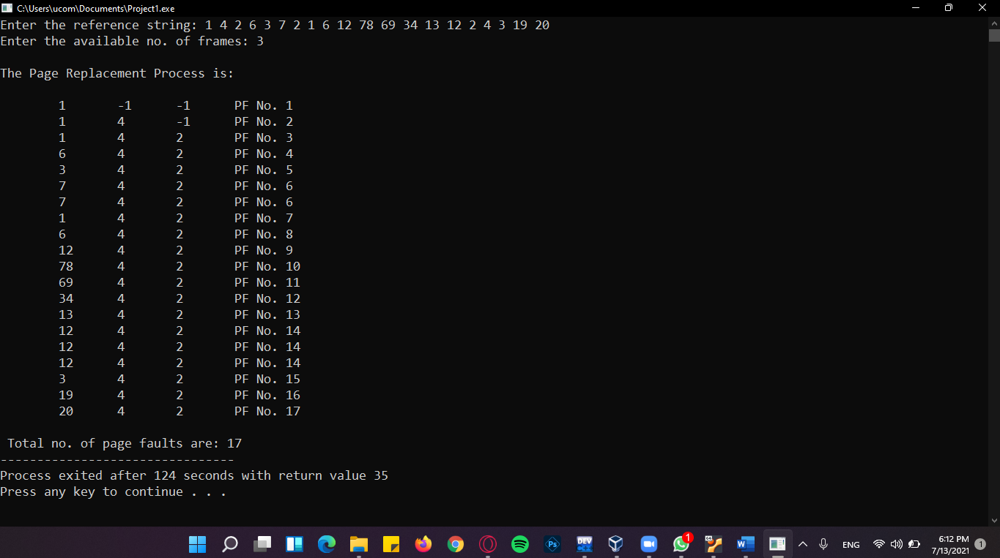 C:\Users\ucom\Documents\Project1.exe
Enter the reference string: 1 4 2 6 3 7 2 1 6 12 78 69 34 13 12 2 4 3 19 20
Enter the available no. of frames: 3
The Page Replacement Process is:
1 -1 -1 PF No. 1
1 4 -1 PF No. 2
1 4 2 PF No. 3
6 4 2 PF No. 4
3 4 2 PF No. 5
7 4 2 PF No. 6
7 4 2 PF No. 6
1 4 2 PF No. 7
6 4 2 PF No. 8
12 4 2 PF No. 9
78 4 2 PF No. 10
69 4 2 PF No. 11
34 4 2 PF No. 12
13 4 2 PF No. 13
12 4 2 PF No. 14
12 4 2 PF No. 14
12 4 2 PF No. 14
3 4 2 PF No. 15
19 4 2 PF No. 16
20 4 2 PF No. 17
Total no. of page faults are: 17
--------------------------------
Process exited after 124 seconds with return value 35
Press any key to continue . . .
Ps DEV 1 W ENG 6:12 PM 1
7/13/2021